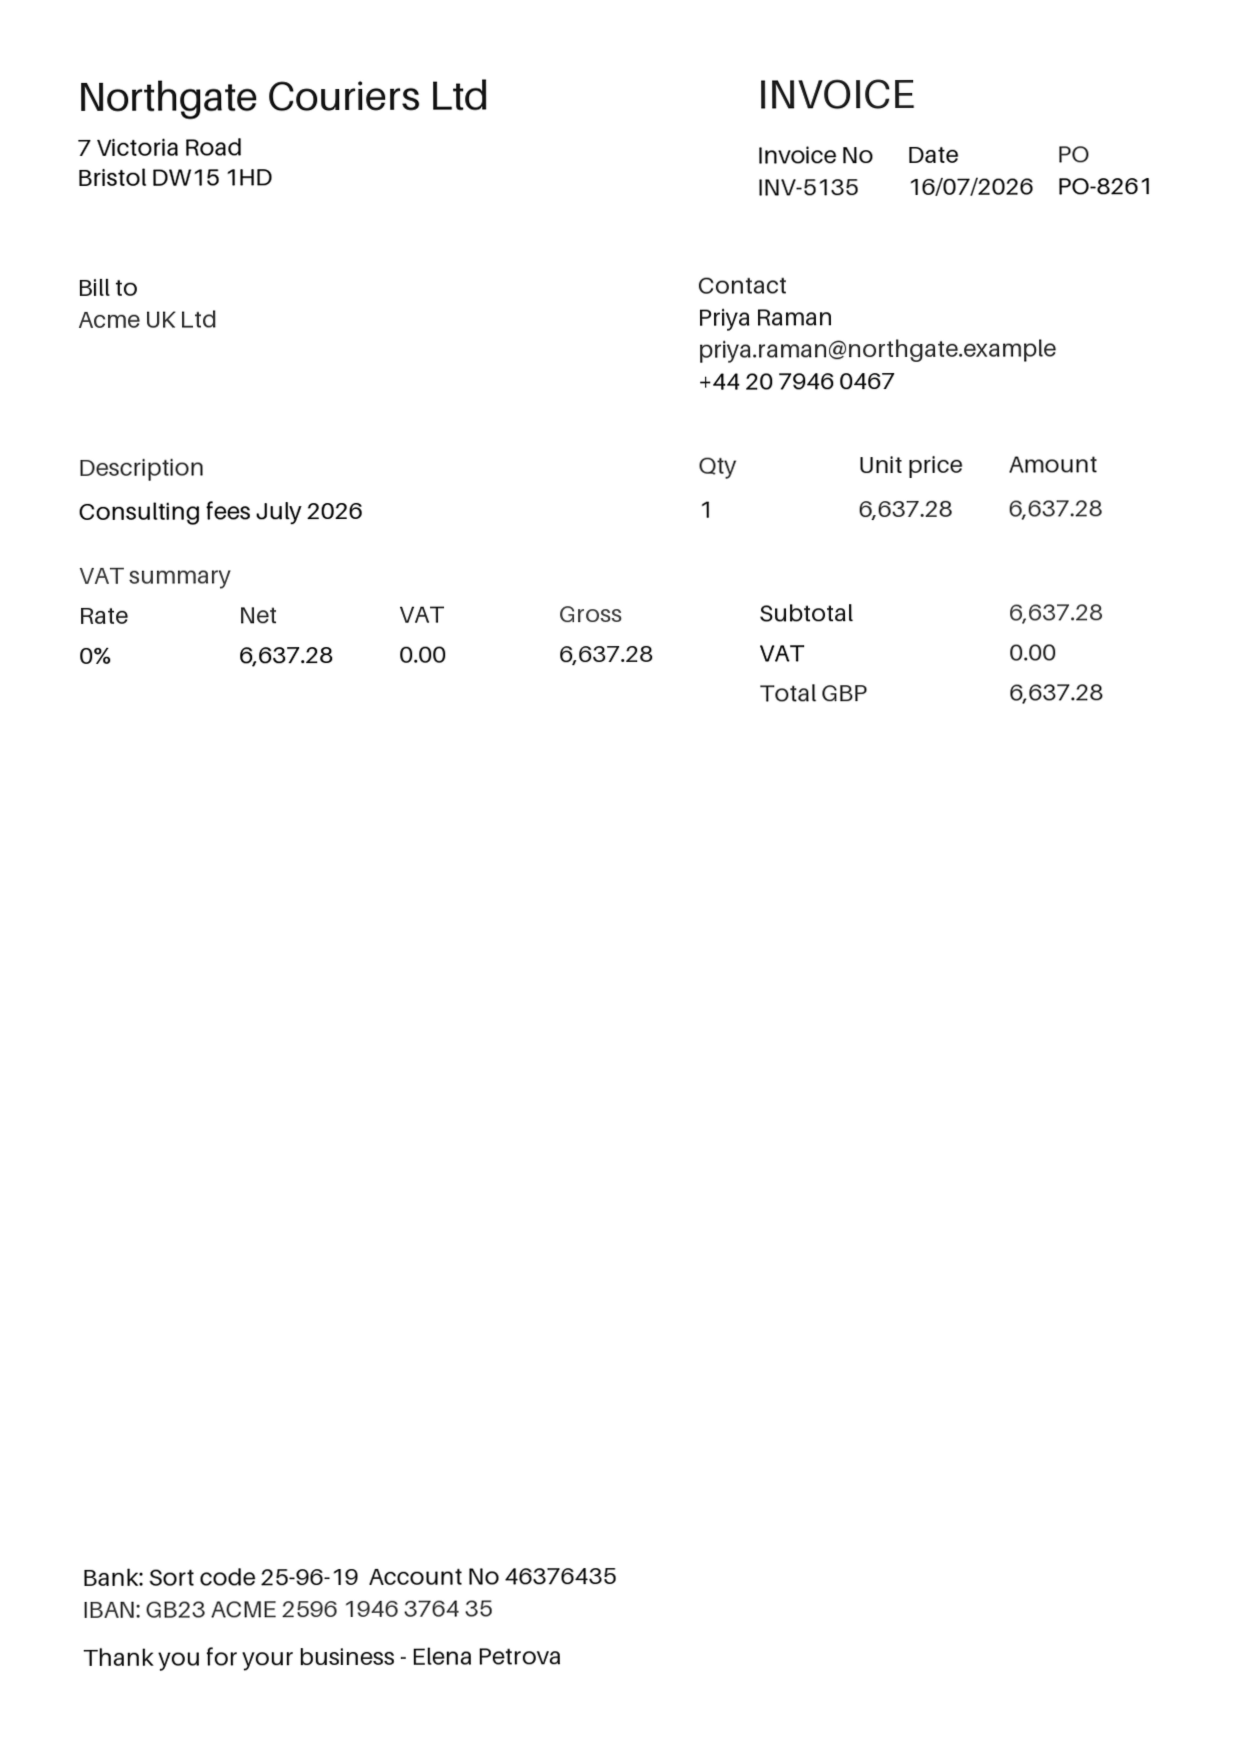 Northgate Couriers Ltd
7 Victoria Road
Bristol DW15 1HD
INVOICE
Invoice No Date PO
INV-5135 16/07/2026 PO-8261
Bill to
Acme UK Ltd
Contact
Priya Raman
priya.raman@northgate.example
+44 20 7946 0467
Description Qty Unit price Amount
Consulting fees July 2026 1 6,637.28 6,637.28
VAT summary
Rate Net VAT Gross
0% 6,637.28 0.00 6,637.28
Subtotal 6,637.28
VAT 0.00
Total GBP 6,637.28
Bank: Sort code 25-96-19 Account No 46376435
IBAN: GB23 ACME 2596 1946 3764 35
Thank you for your business - Elena Petrova